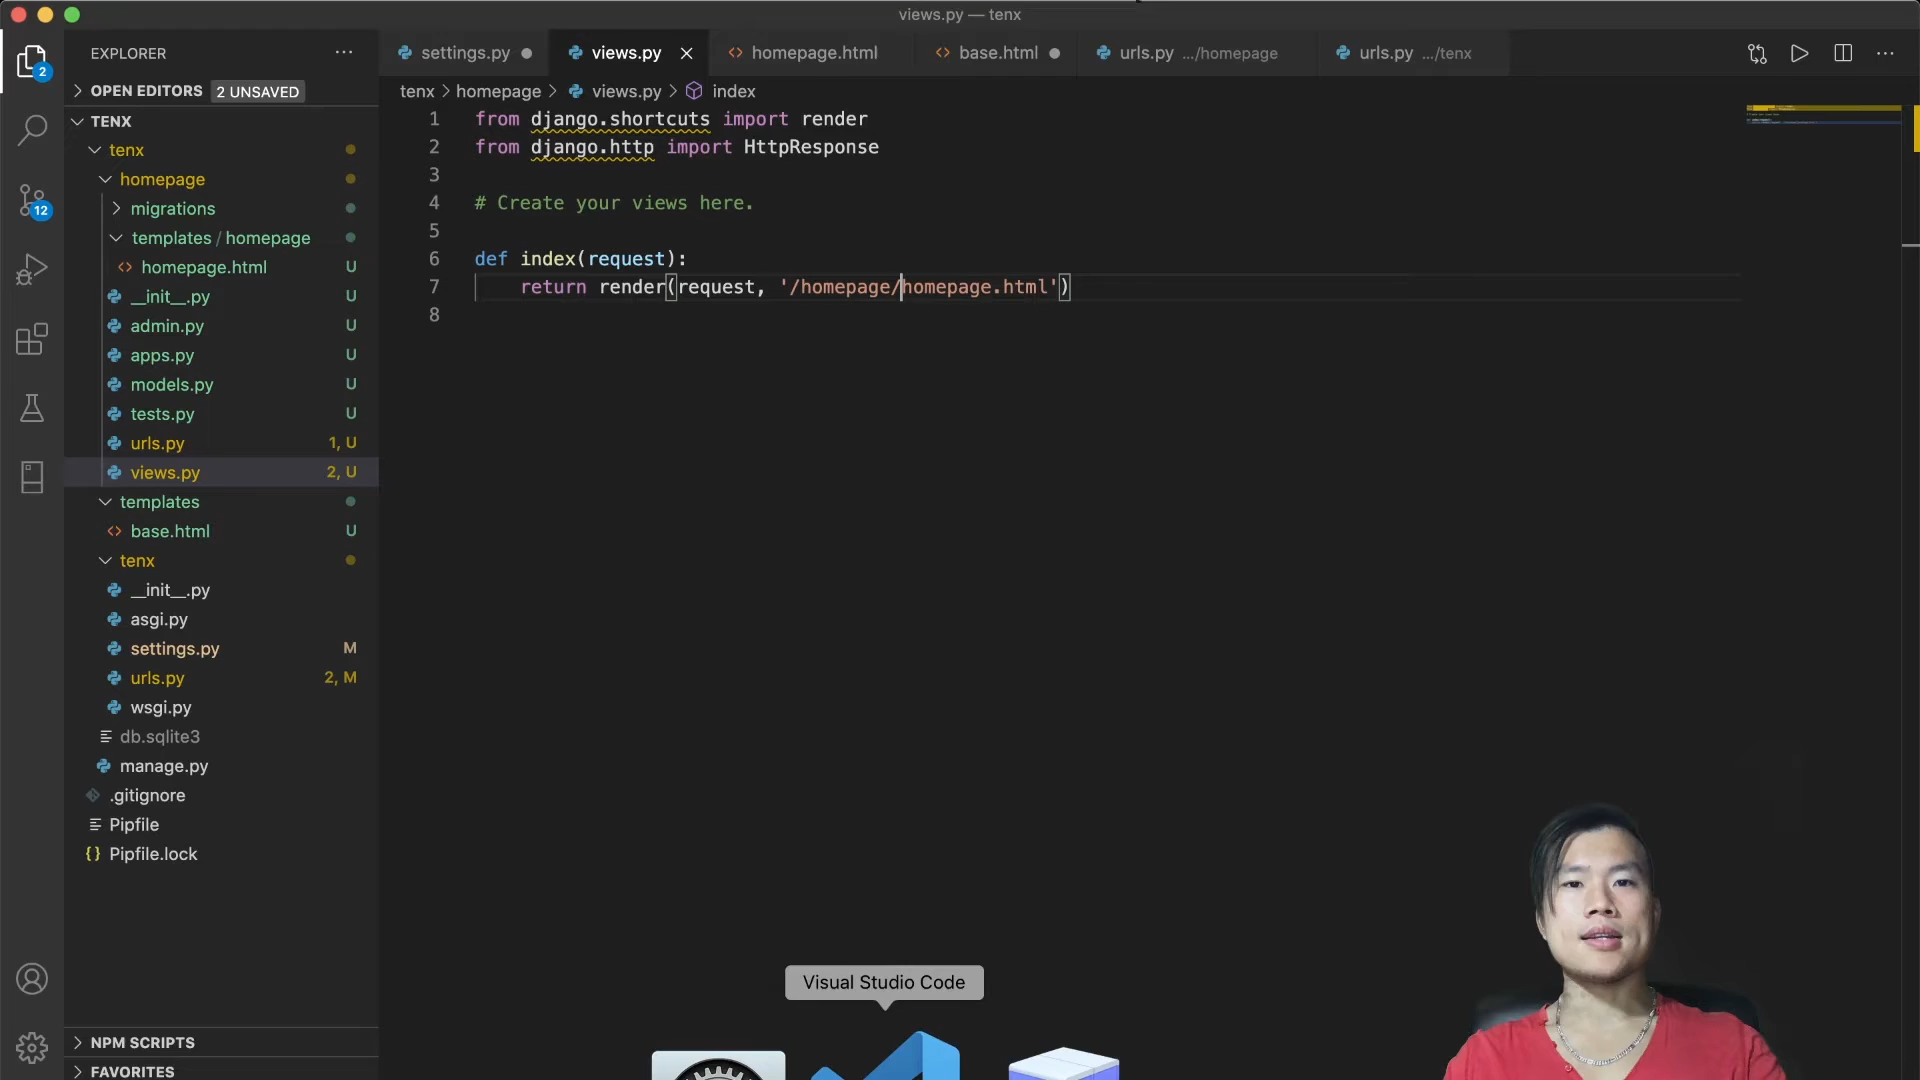 views.py — tenx
EXPLORER ···
settings.py
views.py
homepage.html
base.html
urls.py .../homepage
urls.py .../tenx
2
OPEN EDITORS 2 UNSAVED
tenx > homepage > views.py > index
TENX
tenx
homepage
migrations
templates / homepage
homepage.html U
__init__.py U
admin.py U
apps.py U
models.py U
tests.py U
urls.py 1, U
views.py 2, U
templates
base.html U
tenx
__init__.py
asgi.py
settings.py M
urls.py 2, M
wsgi.py
db.sqlite3
manage.py
.gitignore
Pipfile
{} Pipfile.lock
NPM SCRIPTS
FAVORITES
12
1 from django.shortcuts import render
2 from django.http import HttpResponse
3
4 # Create your views here.
5
6 def index(request):
7 return render(request, '/homepage/homepage.html')
8
Visual Studio Code